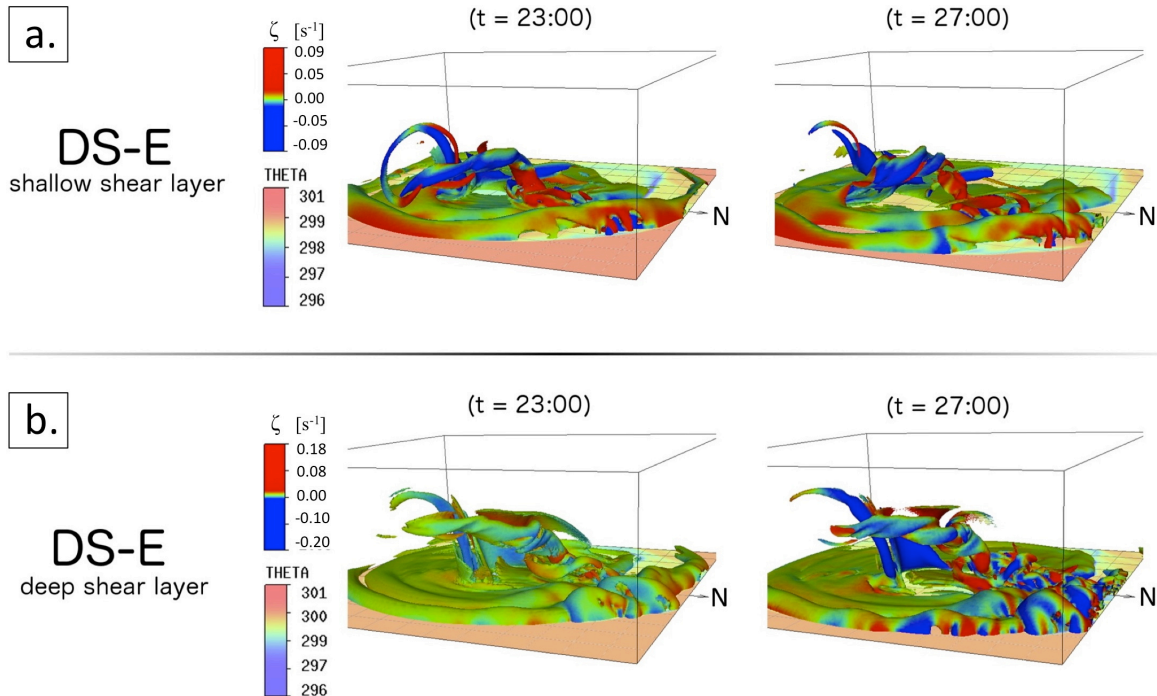 a.
DS-E
shallow shear layer
ζ [s⁻¹]
0.09
0.05
0.00
-0.05
-0.09
THETA
301
299
298
297
296
(t = 23:00)
N
(t = 27:00)
N
b.
DS-E
deep shear layer
ζ [s⁻¹]
0.18
0.08
0.00
-0.10
-0.20
THETA
301
300
299
297
296
(t = 23:00)
N
(t = 27:00)
N